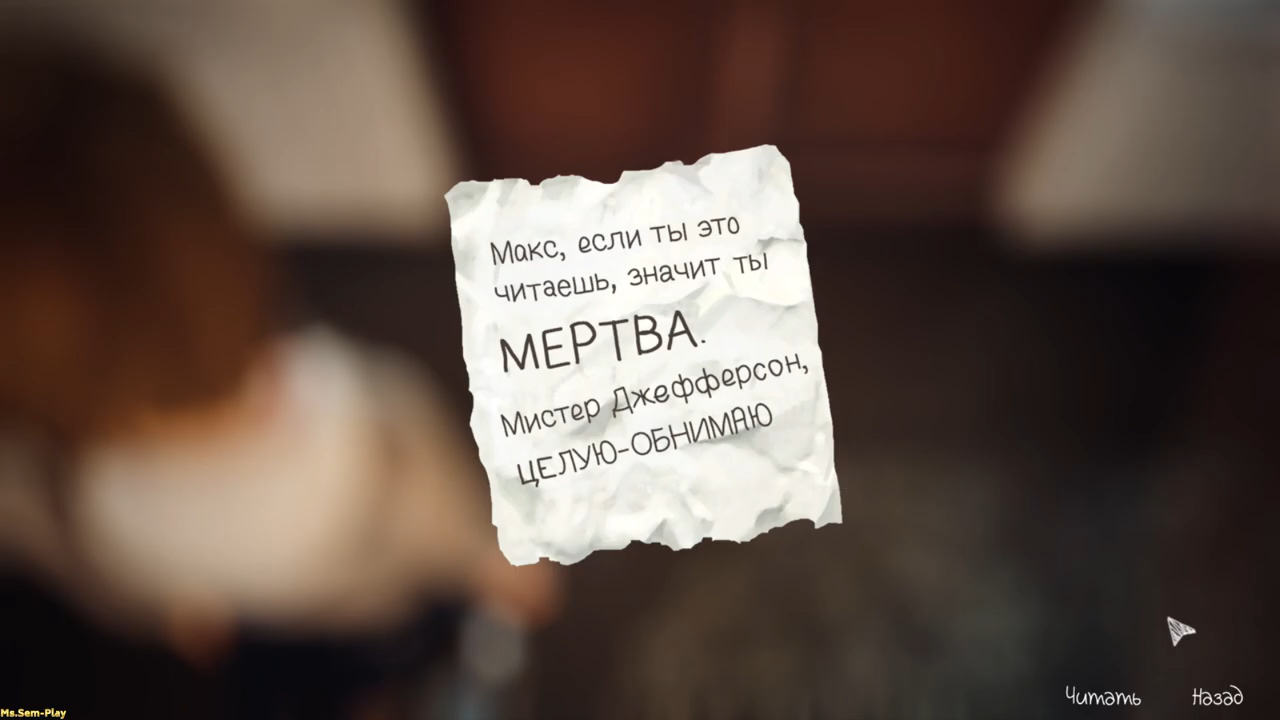 Макс, если ты это
читаешь, значит ты
МЕРТВА.
Мистер Джефферсон,
ЦЕЛУЮ-ОБНИМАЮ
Читать Назад
Ms.Sem-Play